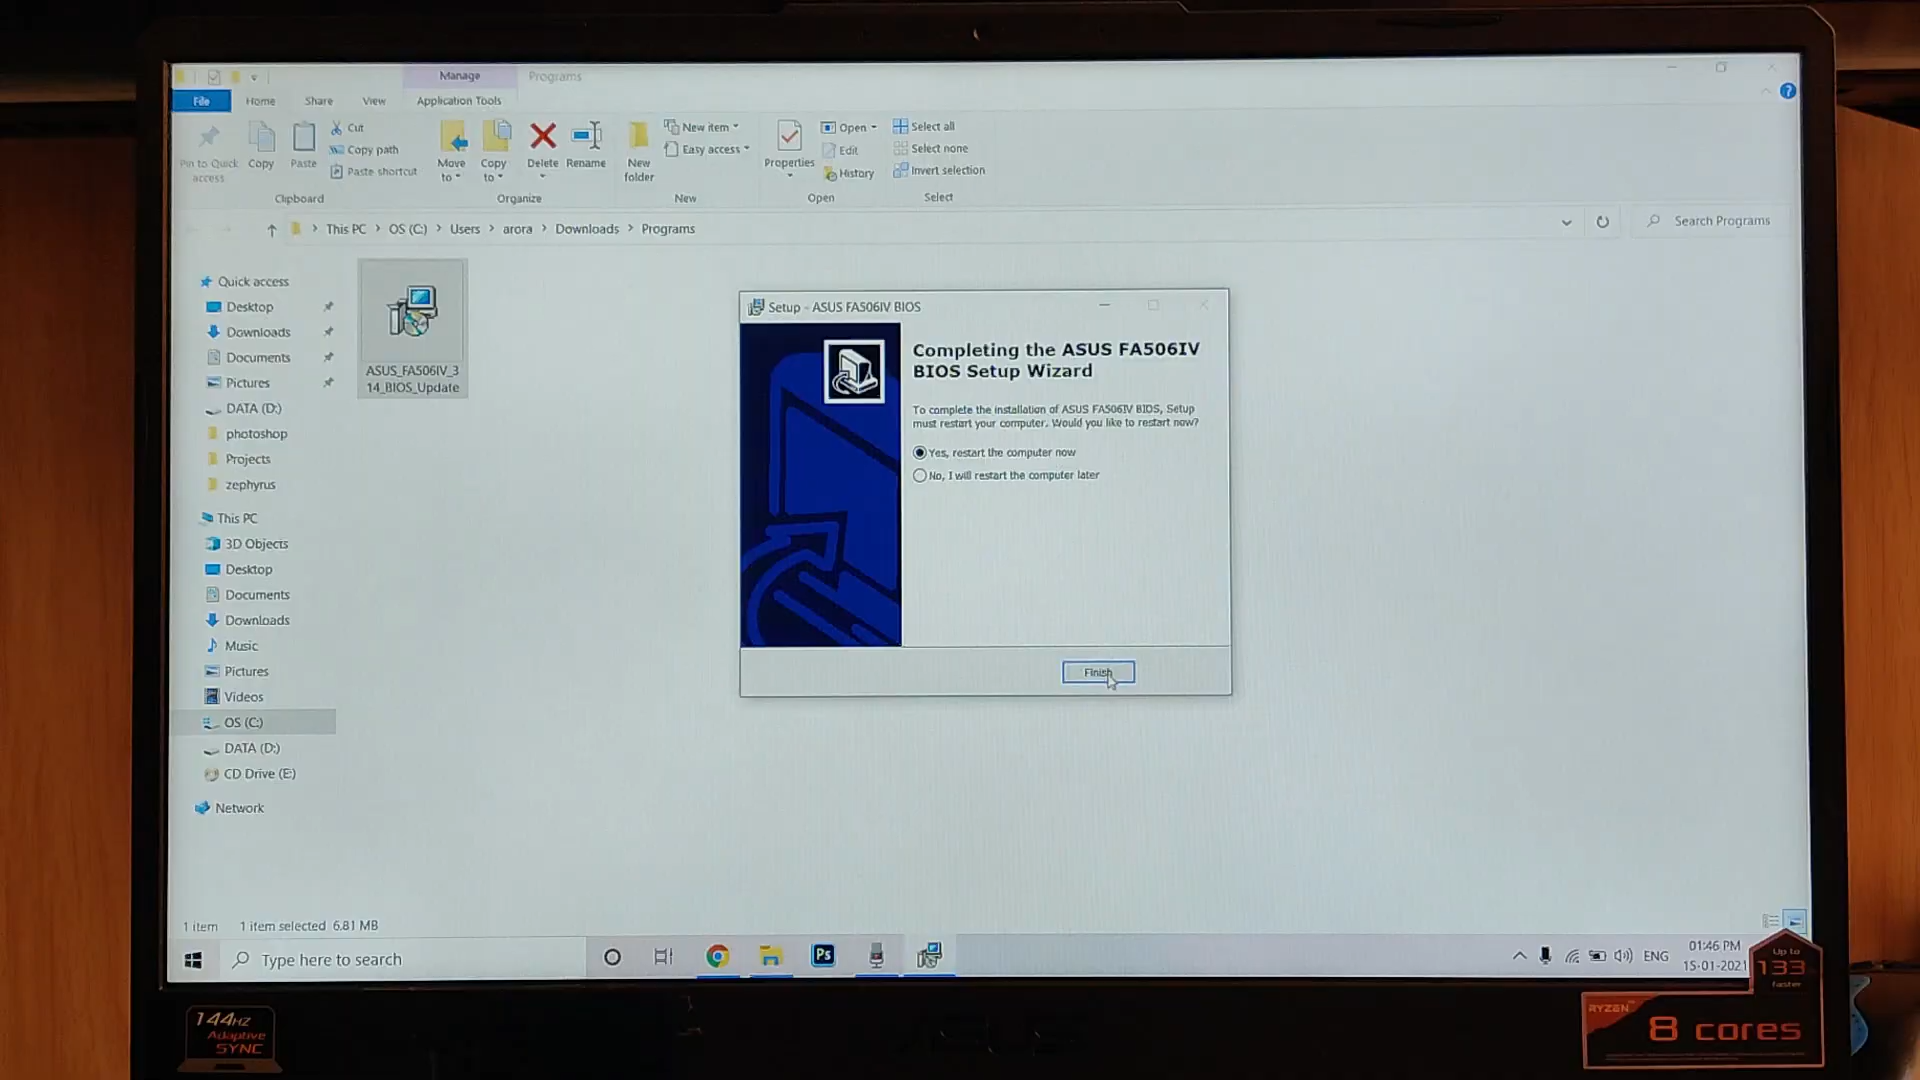 Manage
Programs
File
Home
Share
View
Application Tools
Pin to Quick access
Copy
Paste
Cut
Copy path
Paste shortcut
Move to
Copy to
Delete
Rename
New folder
New item
Easy access
Properties
Open
Edit
History
Select all
Select none
Invert selection
Clipboard
Organize
New
Open
Select
This PC > OS (C:) > Users > arora > Downloads > Programs
Search Programs
Quick access
Desktop
Downloads
Documents
Pictures
DATA (D:)
photoshop
Projects
zephyrus
This PC
3D Objects
Desktop
Documents
Downloads
Music
Pictures
Videos
OS (C:)
DATA (D:)
CD Drive (E:)
Network
ASUS_FA506IV_3
14_BIOS_Update
Setup - ASUS FA506IV BIOS
Completing the ASUS FA506IV
BIOS Setup Wizard
To complete the installation of ASUS FA506IV BIOS, Setup
must restart your computer. Would you like to restart now?
Yes, restart the computer now
No, I will restart the computer later
Finish
1 item
1 item selected 6.81 MB
Type here to search
Ps
ENG
01:46 PM
15-01-2021
144Hz
Adaptive
SYNC
ASUS
Up to
133
faster
RYZEN
8 cores